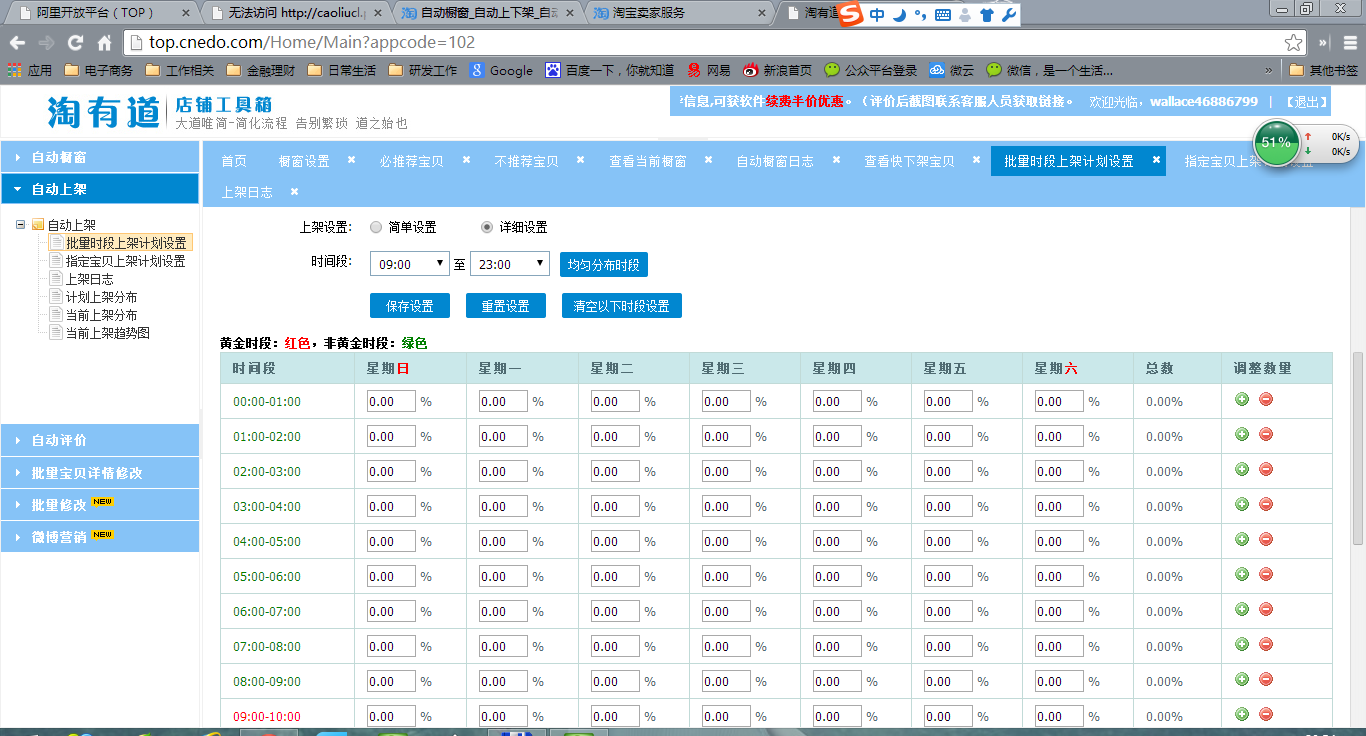 阿里开放平台（TOP）
无法访问 http://caoliucl.
自动橱窗_自动上下架_自
淘宝卖家服务
淘有道
中
top.cnedo.com/Home/Main?appcode=102
应用 电子商务 工作相关 金融理财 日常生活 研发工作 Google 百度一下，你就知道 网易 新浪首页 公众平台登录 微云 微信，是一个生活... » 其他书签
淘有道 店铺工具箱
大道唯简-简化流程 告别繁琐 道之始也
信息,可获软件续费半价优惠。（评价后截图联系客服人员获取链接。 欢迎光临，wallace46886799 | 【退出】
51% 0K/s
0K/s
自动橱窗
自动上架
自动上架
批量时段上架计划设置
指定宝贝上架计划设置
上架日志
计划上架分布
当前上架分布
当前上架趋势图
自动评价
批量宝贝详情修改
批量修改 NEW
微博营销 NEW
首页 橱窗设置 必推荐宝贝 不推荐宝贝 查看当前橱窗 自动橱窗日志 查看快下架宝贝 批量时段上架计划设置 指定宝贝上架
上架日志
上架设置: 简单设置 详细设置
时间段: 09:00 至 23:00 均匀分布时段
保存设置 重置设置 清空以下时段设置
黄金时段：红色，非黄金时段：绿色
时间段 星期日 星期一 星期二 星期三 星期四 星期五 星期六 总数 调整数量
00:00-01:00 0.00 % 0.00 % 0.00 % 0.00 % 0.00 % 0.00 % 0.00 % 0.00%
01:00-02:00 0.00 % 0.00 % 0.00 % 0.00 % 0.00 % 0.00 % 0.00 % 0.00%
02:00-03:00 0.00 % 0.00 % 0.00 % 0.00 % 0.00 % 0.00 % 0.00 % 0.00%
03:00-04:00 0.00 % 0.00 % 0.00 % 0.00 % 0.00 % 0.00 % 0.00 % 0.00%
04:00-05:00 0.00 % 0.00 % 0.00 % 0.00 % 0.00 % 0.00 % 0.00 % 0.00%
05:00-06:00 0.00 % 0.00 % 0.00 % 0.00 % 0.00 % 0.00 % 0.00 % 0.00%
06:00-07:00 0.00 % 0.00 % 0.00 % 0.00 % 0.00 % 0.00 % 0.00 % 0.00%
07:00-08:00 0.00 % 0.00 % 0.00 % 0.00 % 0.00 % 0.00 % 0.00 % 0.00%
08:00-09:00 0.00 % 0.00 % 0.00 % 0.00 % 0.00 % 0.00 % 0.00 % 0.00%
09:00-10:00 0.00 % 0.00 % 0.00 % 0.00 % 0.00 % 0.00 % 0.00 % 0.00%